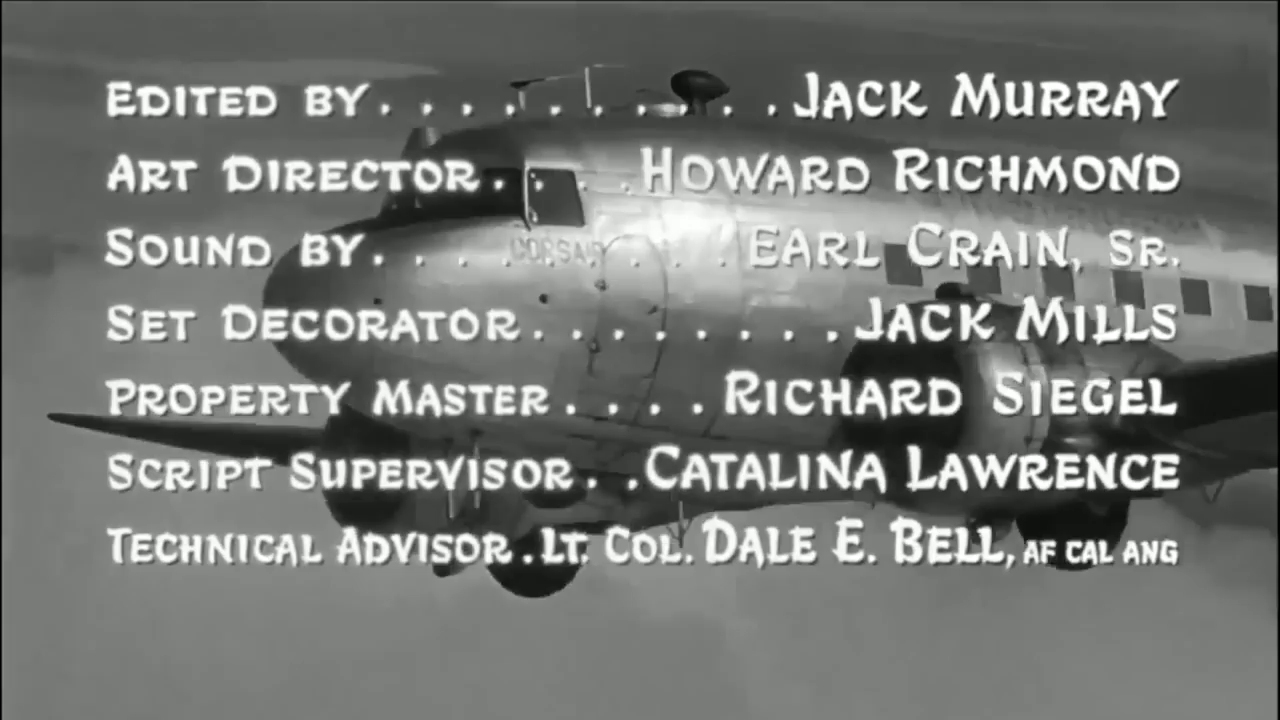 EDITED BY. . . . . . . . . . .JACK MURRAY
ART DIRECTOR. . . .HOWARD RICHMOND
SOUND BY. . . . . . . . .EARL CRAIN, SR.
SET DECORATOR. . . . . . . .JACK MILLS
PROPERTY MASTER . . . . RICHARD SIEGEL
SCRIPT SUPERVISOR. .CATALINA LAWRENCE
TECHNICAL ADVISOR .LT. COL. DALE E. BELL, AF CAL ANG
CORSAIR